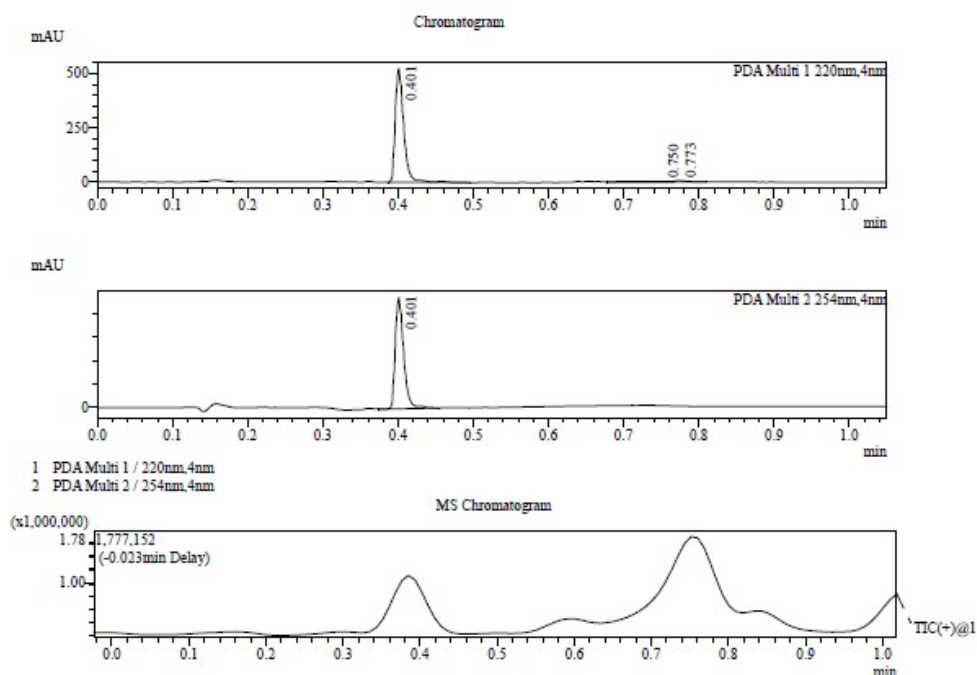 Chromatogram
mAU
PDA Multi 1 220nm,4nm
500
250
0
0.401
0.750
0.773
0.0 0.1 0.2 0.3 0.4 0.5 0.6 0.7 0.8 0.9 1.0
min
mAU
PDA Multi 2 254nm,4nm
0
0.401
0.0 0.1 0.2 0.3 0.4 0.5 0.6 0.7 0.8 0.9 1.0
min
1 PDA Multi 1 / 220nm,4nm
2 PDA Multi 2 / 254nm,4nm
MS Chromatogram
(x1,000,000)
1.78 1,777,152
(-0.023min Delay)
1.00
TIC(+)@1
0.0 0.1 0.2 0.3 0.4 0.5 0.6 0.7 0.8 0.9 1.0
min